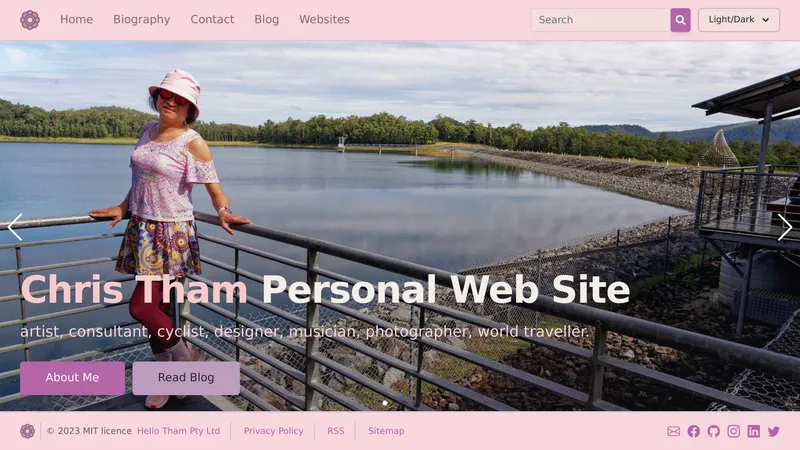 Home Biography Contact Blog Websites Search Light/Dark
Chris Tham Personal Web Site
artist, consultant, cyclist, designer, musician, photographer, world traveller.
About Me Read Blog
© 2023 MIT licence Hello Tham Pty Ltd Privacy Policy RSS Sitemap